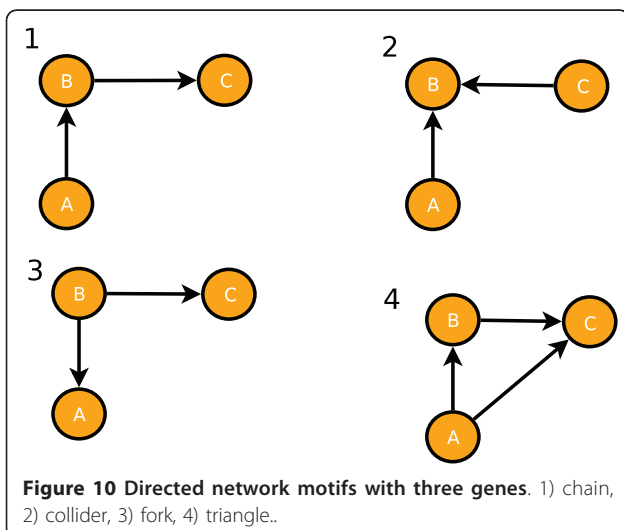 1
B
C
A
2
B
C
A
3
B
C
A
4
B
C
A
Figure 10 Directed network motifs with three genes. 1) chain,
2) collider, 3) fork, 4) triangle..